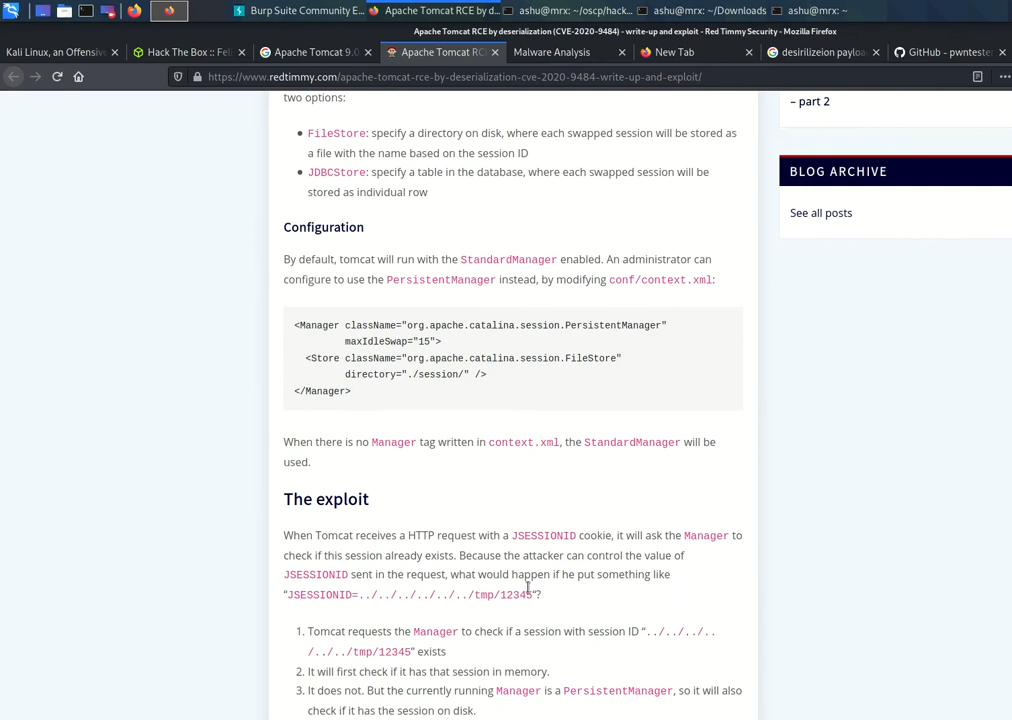 Burp Suite Community E...
Apache Tomcat RCE by d...
ashu@mrx: ~/oscp/hack...
ashu@mrx: ~/Downloads
ashu@mrx: ~
Apache Tomcat RCE by deserialization (CVE-2020-9484) - write-up and exploit - Red Timmy Security - Mozilla Firefox
Kali Linux, an Offensiv
Hack The Box :: Feli
Apache Tomcat 9.0
Apache Tomcat RC
Malware Analysis
New Tab
desirilizeion payloa
GitHub - pwnteste
https://www.redtimmy.com/apache-tomcat-rce-by-deserialization-cve-2020-9484-write-up-and-exploit/
two options:
FileStore: specify a directory on disk, where each swapped session will be stored as
a file with the name based on the session ID
JDBCStore: specify a table in the database, where each swapped session will be
stored as individual row
Configuration
By default, tomcat will run with the StandardManager enabled. An administrator can
configure to use the PersistentManager instead, by modifying conf/context.xml:
<Manager className="org.apache.catalina.session.PersistentManager"
maxIdleSwap="15">
<Store className="org.apache.catalina.session.FileStore"
directory="./session/" />
</Manager>
When there is no Manager tag written in context.xml, the StandardManager will be
used.
The exploit
When Tomcat receives a HTTP request with a JSESSIONID cookie, it will ask the Manager to
check if this session already exists. Because the attacker can control the value of
JSESSIONID sent in the request, what would happen if he put something like
“JSESSIONID=../../../../../../tmp/12345“?
1. Tomcat requests the Manager to check if a session with session ID “../../../..
/../../tmp/12345” exists
2. It will first check if it has that session in memory.
3. It does not. But the currently running Manager is a PersistentManager, so it will also
check if it has the session on disk.
– part 2
BLOG ARCHIVE
See all posts